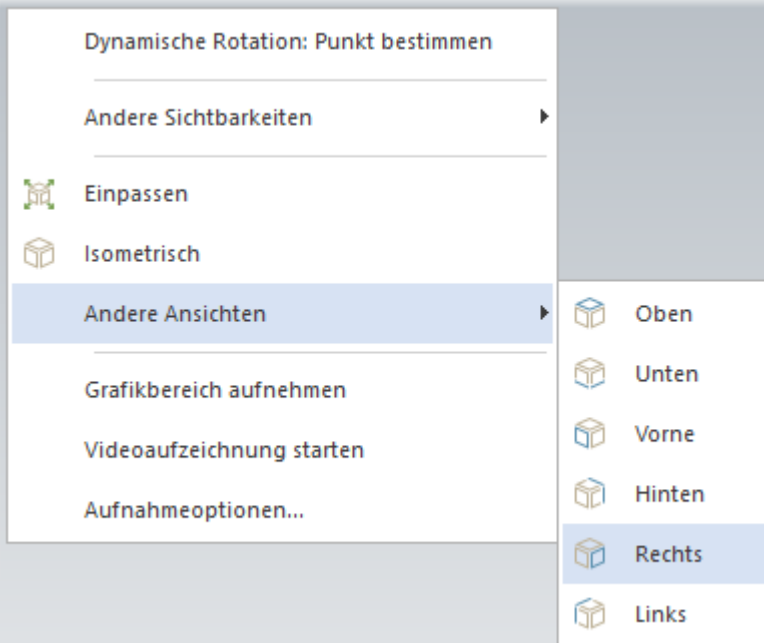 Dynamische Rotation: Punkt bestimmen
Andere Sichtbarkeiten
Einpassen
Isometrisch
Andere Ansichten
Grafikbereich aufnehmen
Videoaufzeichnung starten
Aufnahmeoptionen...
Oben
Unten
Vorne
Hinten
Rechts
Links